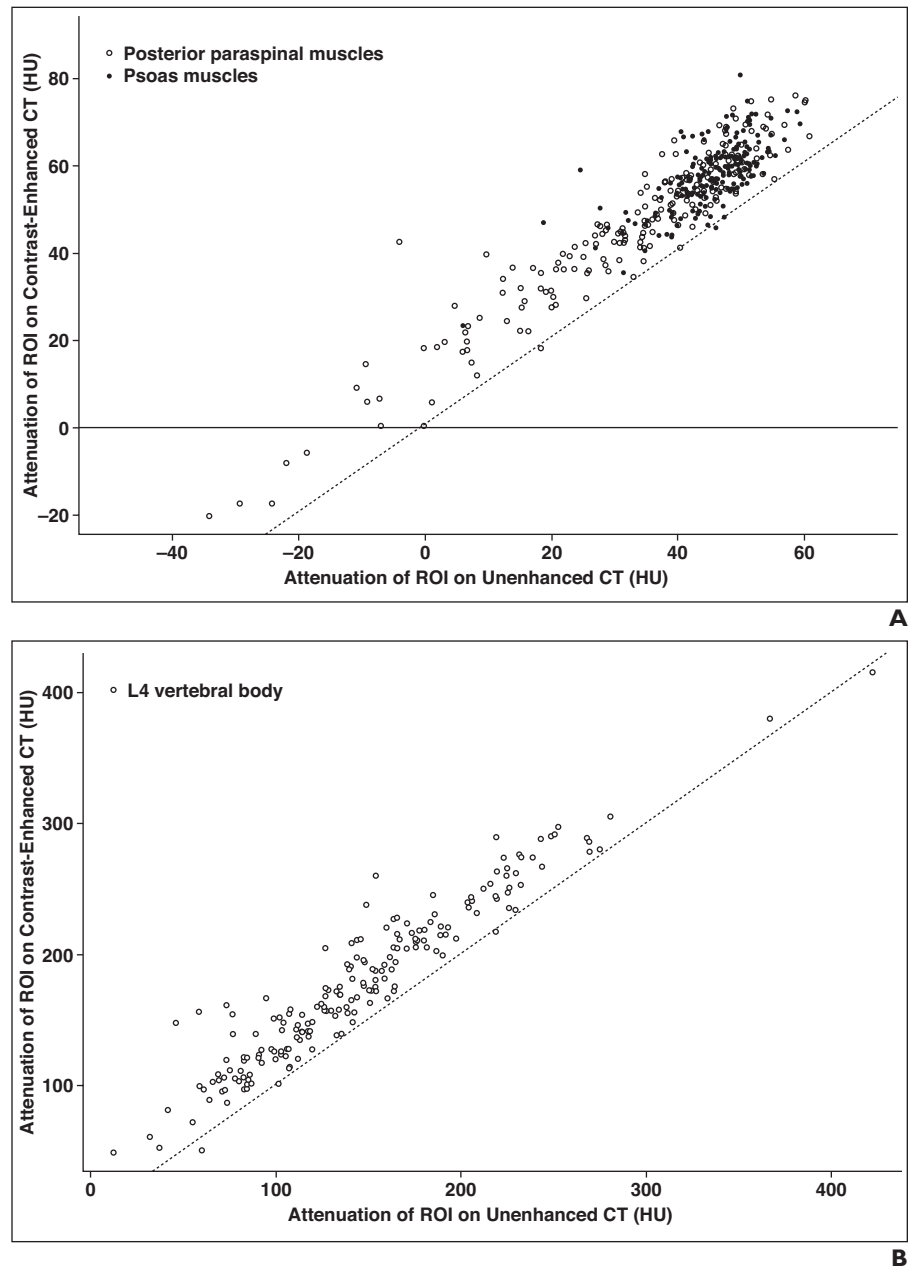 Posterior paraspinal muscles
Psoas muscles
Attenuation of ROI on Contrast-Enhanced CT (HU)
80
60
40
20
0
–20
–40
–20
0
20
40
60
Attenuation of ROI on Unenhanced CT (HU)
A
L4 vertebral body
Attenuation of ROI on Contrast-Enhanced CT (HU)
400
300
200
100
0
100
200
300
400
Attenuation of ROI on Unenhanced CT (HU)
B